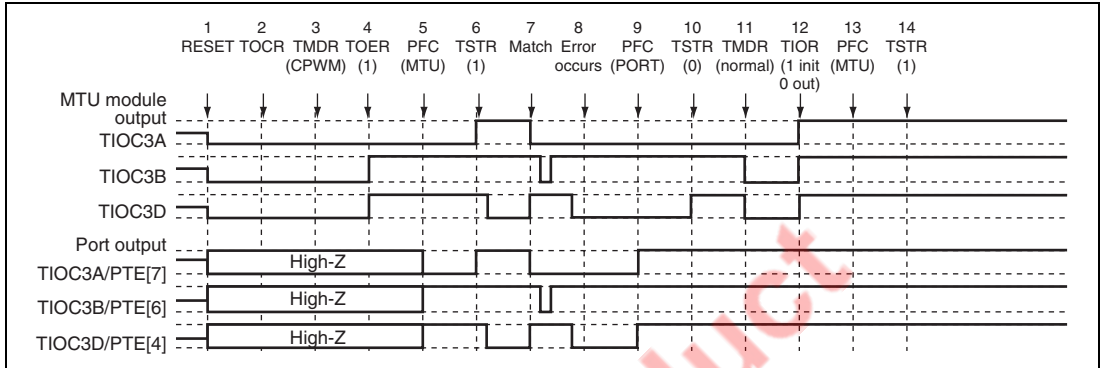 1 2 3 4 5 6 7 8 9 10 11 12 13 14
RESET TOCR TMDR TOER PFC TSTR Match Error PFC TSTR TMDR TIOR PFC TSTR
(CPWM) (1) (MTU) (1) occurs (PORT) (0) (normal) (1 init (MTU) (1)
0 out)
MTU module
output
TIOC3A
TIOC3B
TIOC3D
Port output
TIOC3A/PTE[7] High-Z
TIOC3B/PTE[6] High-Z
TIOC3D/PTE[4] High-Z
uct